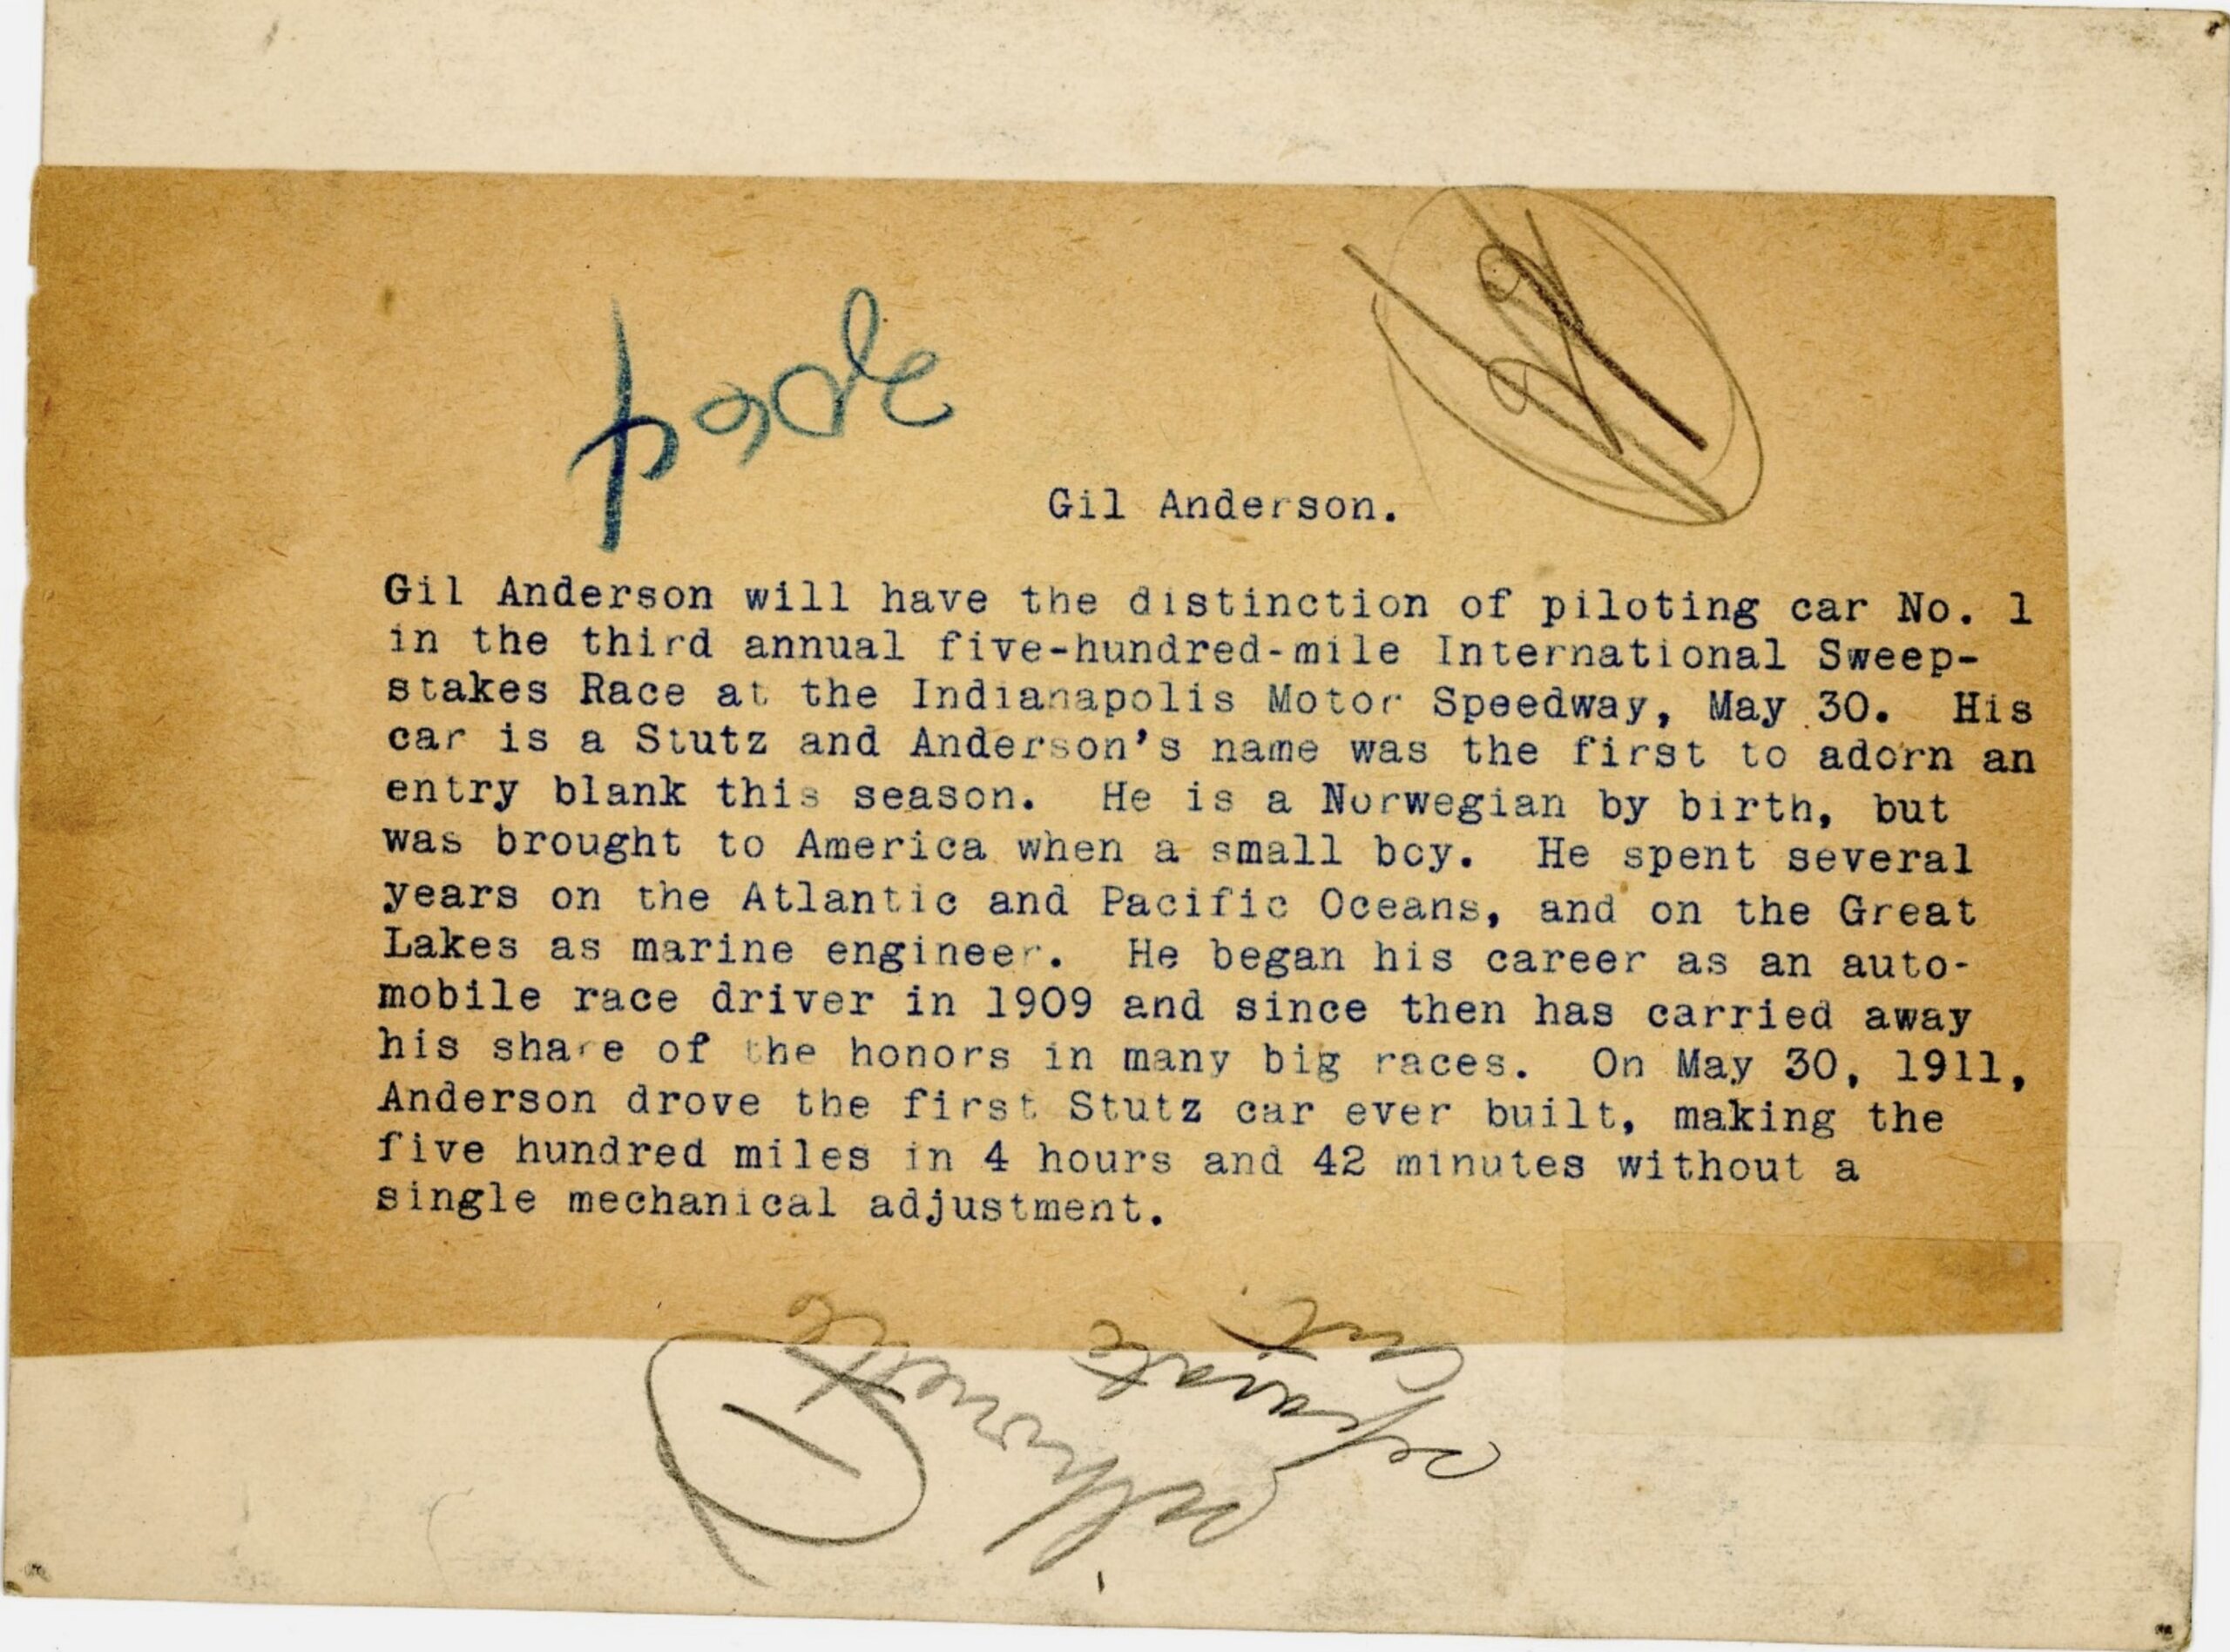 Gil Anderson.
Gil Anderson will have the distinction of piloting car No. 1
in the third annual five-hundred-mile International Sweep-
stakes Race at the Indianapolis Motor Speedway, May 30. His
car is a Stutz and Anderson's name was the first to adorn an
entry blank this season. He is a Norwegian by birth, but
was brought to America when a small boy. He spent several
years on the Atlantic and Pacific Oceans, and on the Great
Lakes as marine engineer. He began his career as an auto-
mobile race driver in 1909 and since then has carried away
his share of the honors in many big races. On May 30, 1911,
Anderson drove the first Stutz car ever built, making the
five hundred miles in 4 hours and 42 minutes without a
single mechanical adjustment.
Cut
separate
silhouette
1